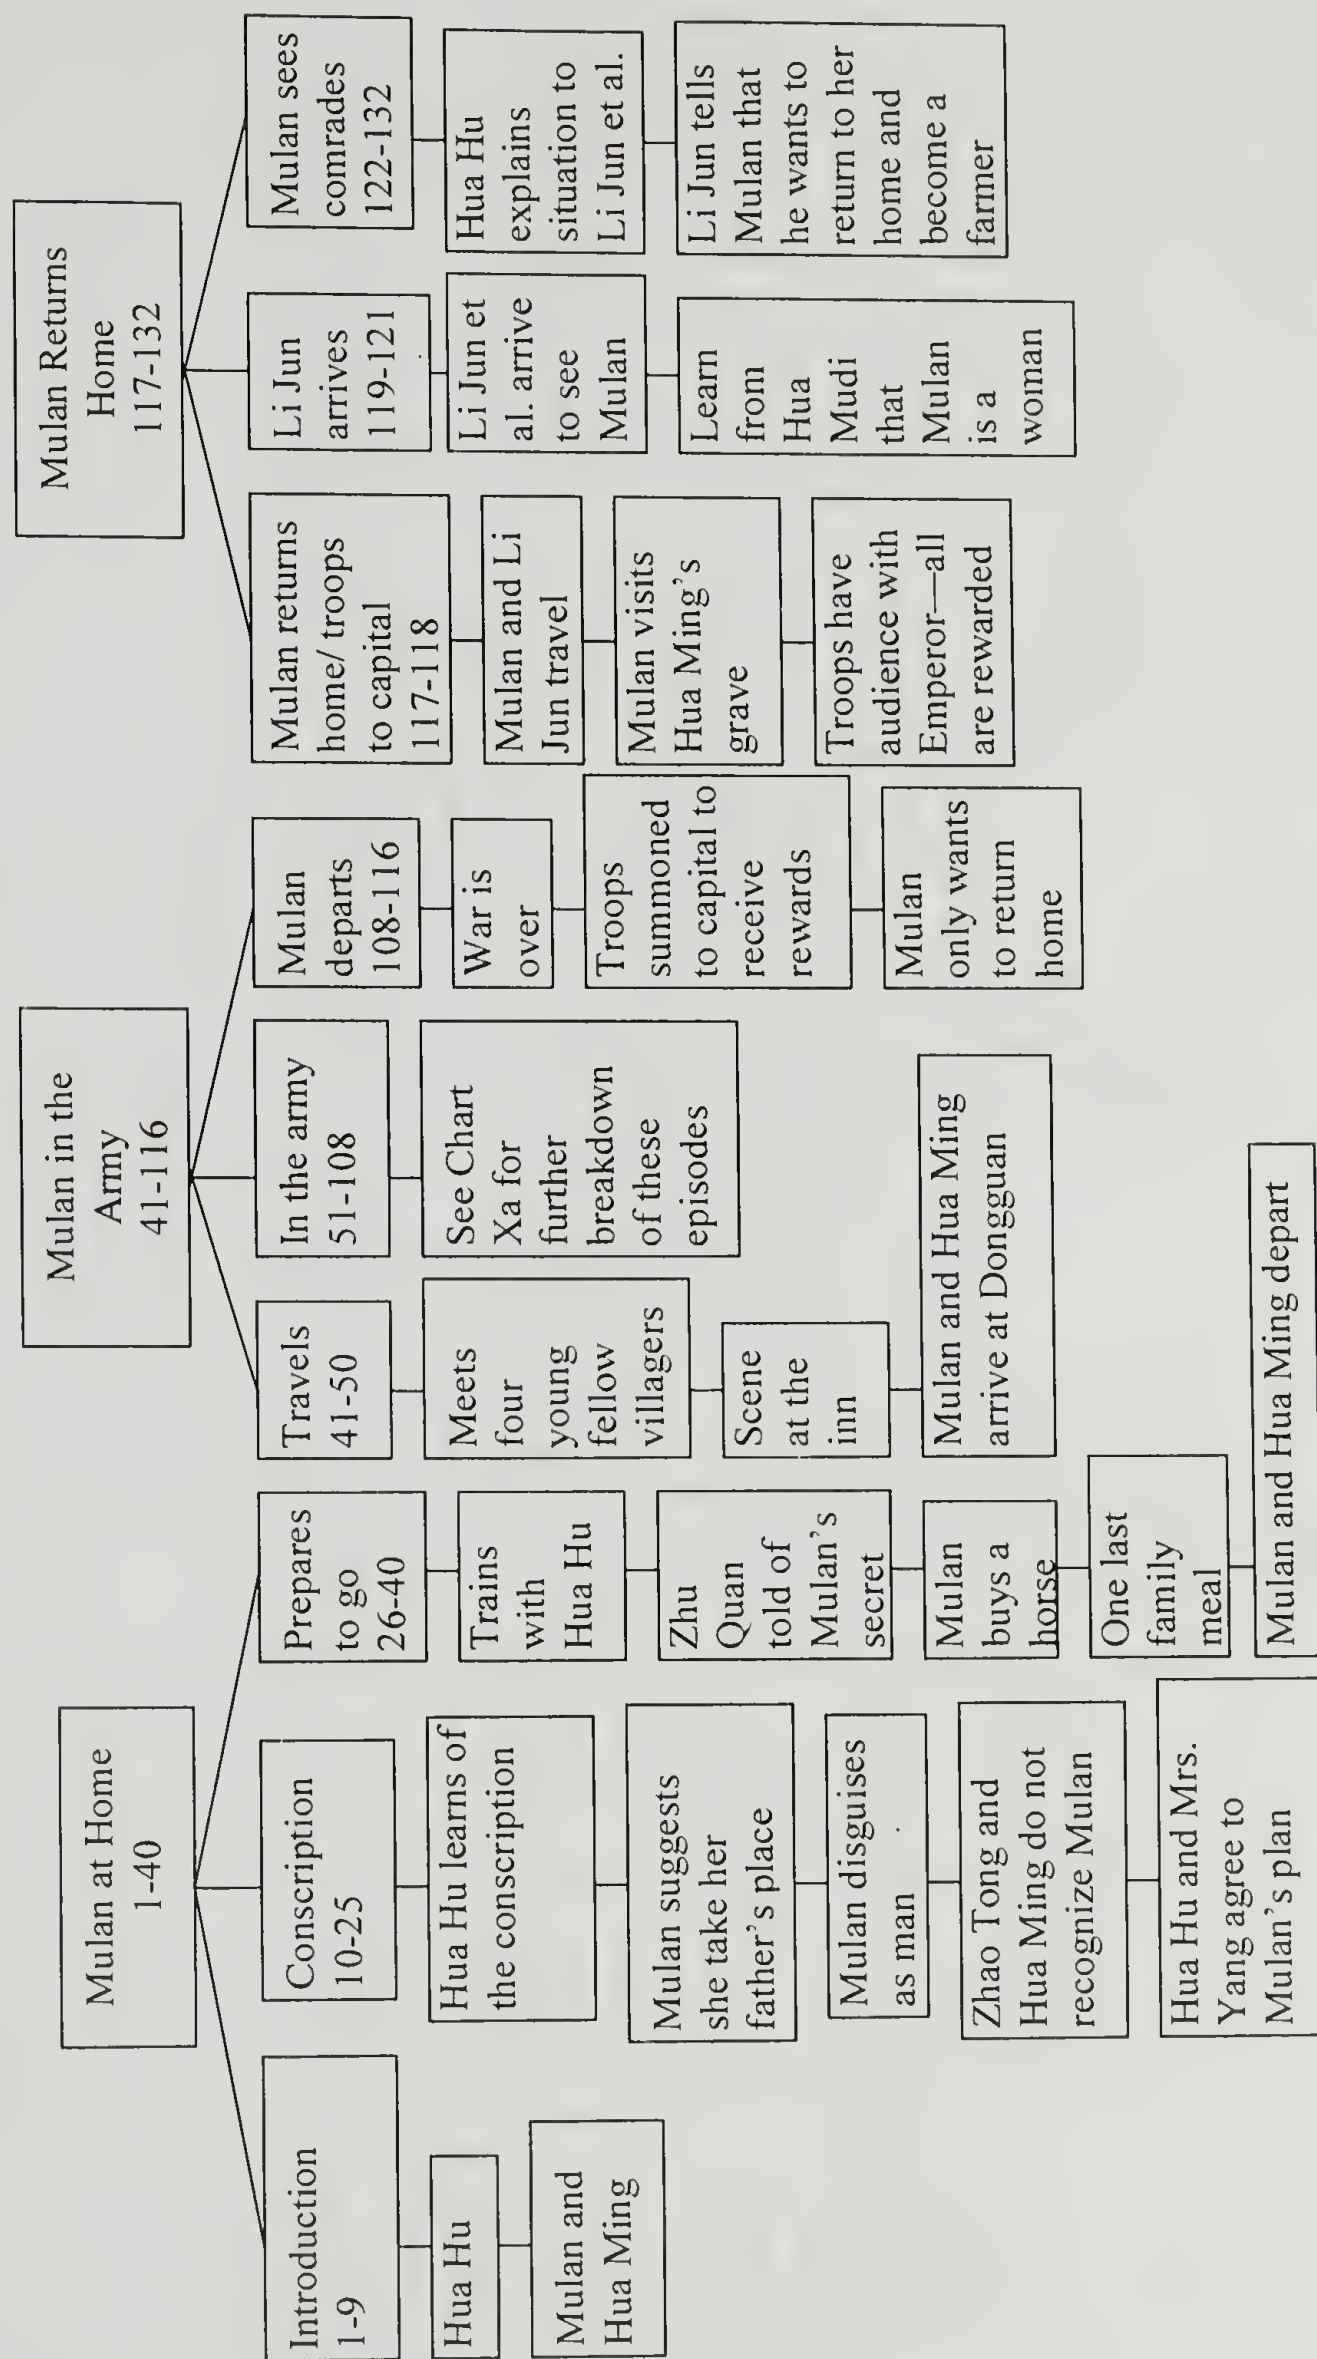 Mulan at Home
1-40
Introduction
1-9
Hua Hu
Mulan and
Hua Ming
Conscription
10-25
Hua Hu learns of
the conscription
Mulan suggests
she take her
father's place
Mulan disguises
as man
Zhao Tong and
Hua Ming do not
recognize Mulan
Hua Hu and Mrs.
Yang agree to
Mulan's plan
Prepares
to go
26-40
Trains
with
Hua Hu
Zhu
Quan
told of
Mulan's
secret
Mulan
buys a
horse
One last
family
meal
Mulan and Hua Ming depart
Mulan in the
Army
41-116
Travels
41-50
Meets
four
young
fellow
villagers
Scene
at the
inn
Mulan and Hua Ming
arrive at Dongguan
In the army
51-108
See Chart
Xa for
further
breakdown
of these
episodes
Mulan
departs
108-116
War is
over
Troops
summoned
to capital to
receive
rewards
Mulan
only wants
to return
home
Mulan Returns
Home
117-132
Mulan returns
home/ troops
to capital
117-118
Mulan and Li
Jun travel
Mulan visits
Hua Ming's
grave
Troops have
audience with
Emperor—all
are rewarded
Li Jun
arrives
119-121
Li Jun et
al. arrive
to see
Mulan
Learn
from
Hua
Mudi
that
Mulan
is a
woman
Mulan sees
comrades
122-132
Hua Hu
explains
situation to
Li Jun et al.
Li Jun tells
Mulan that
he wants to
return to her
home and
become a
farmer